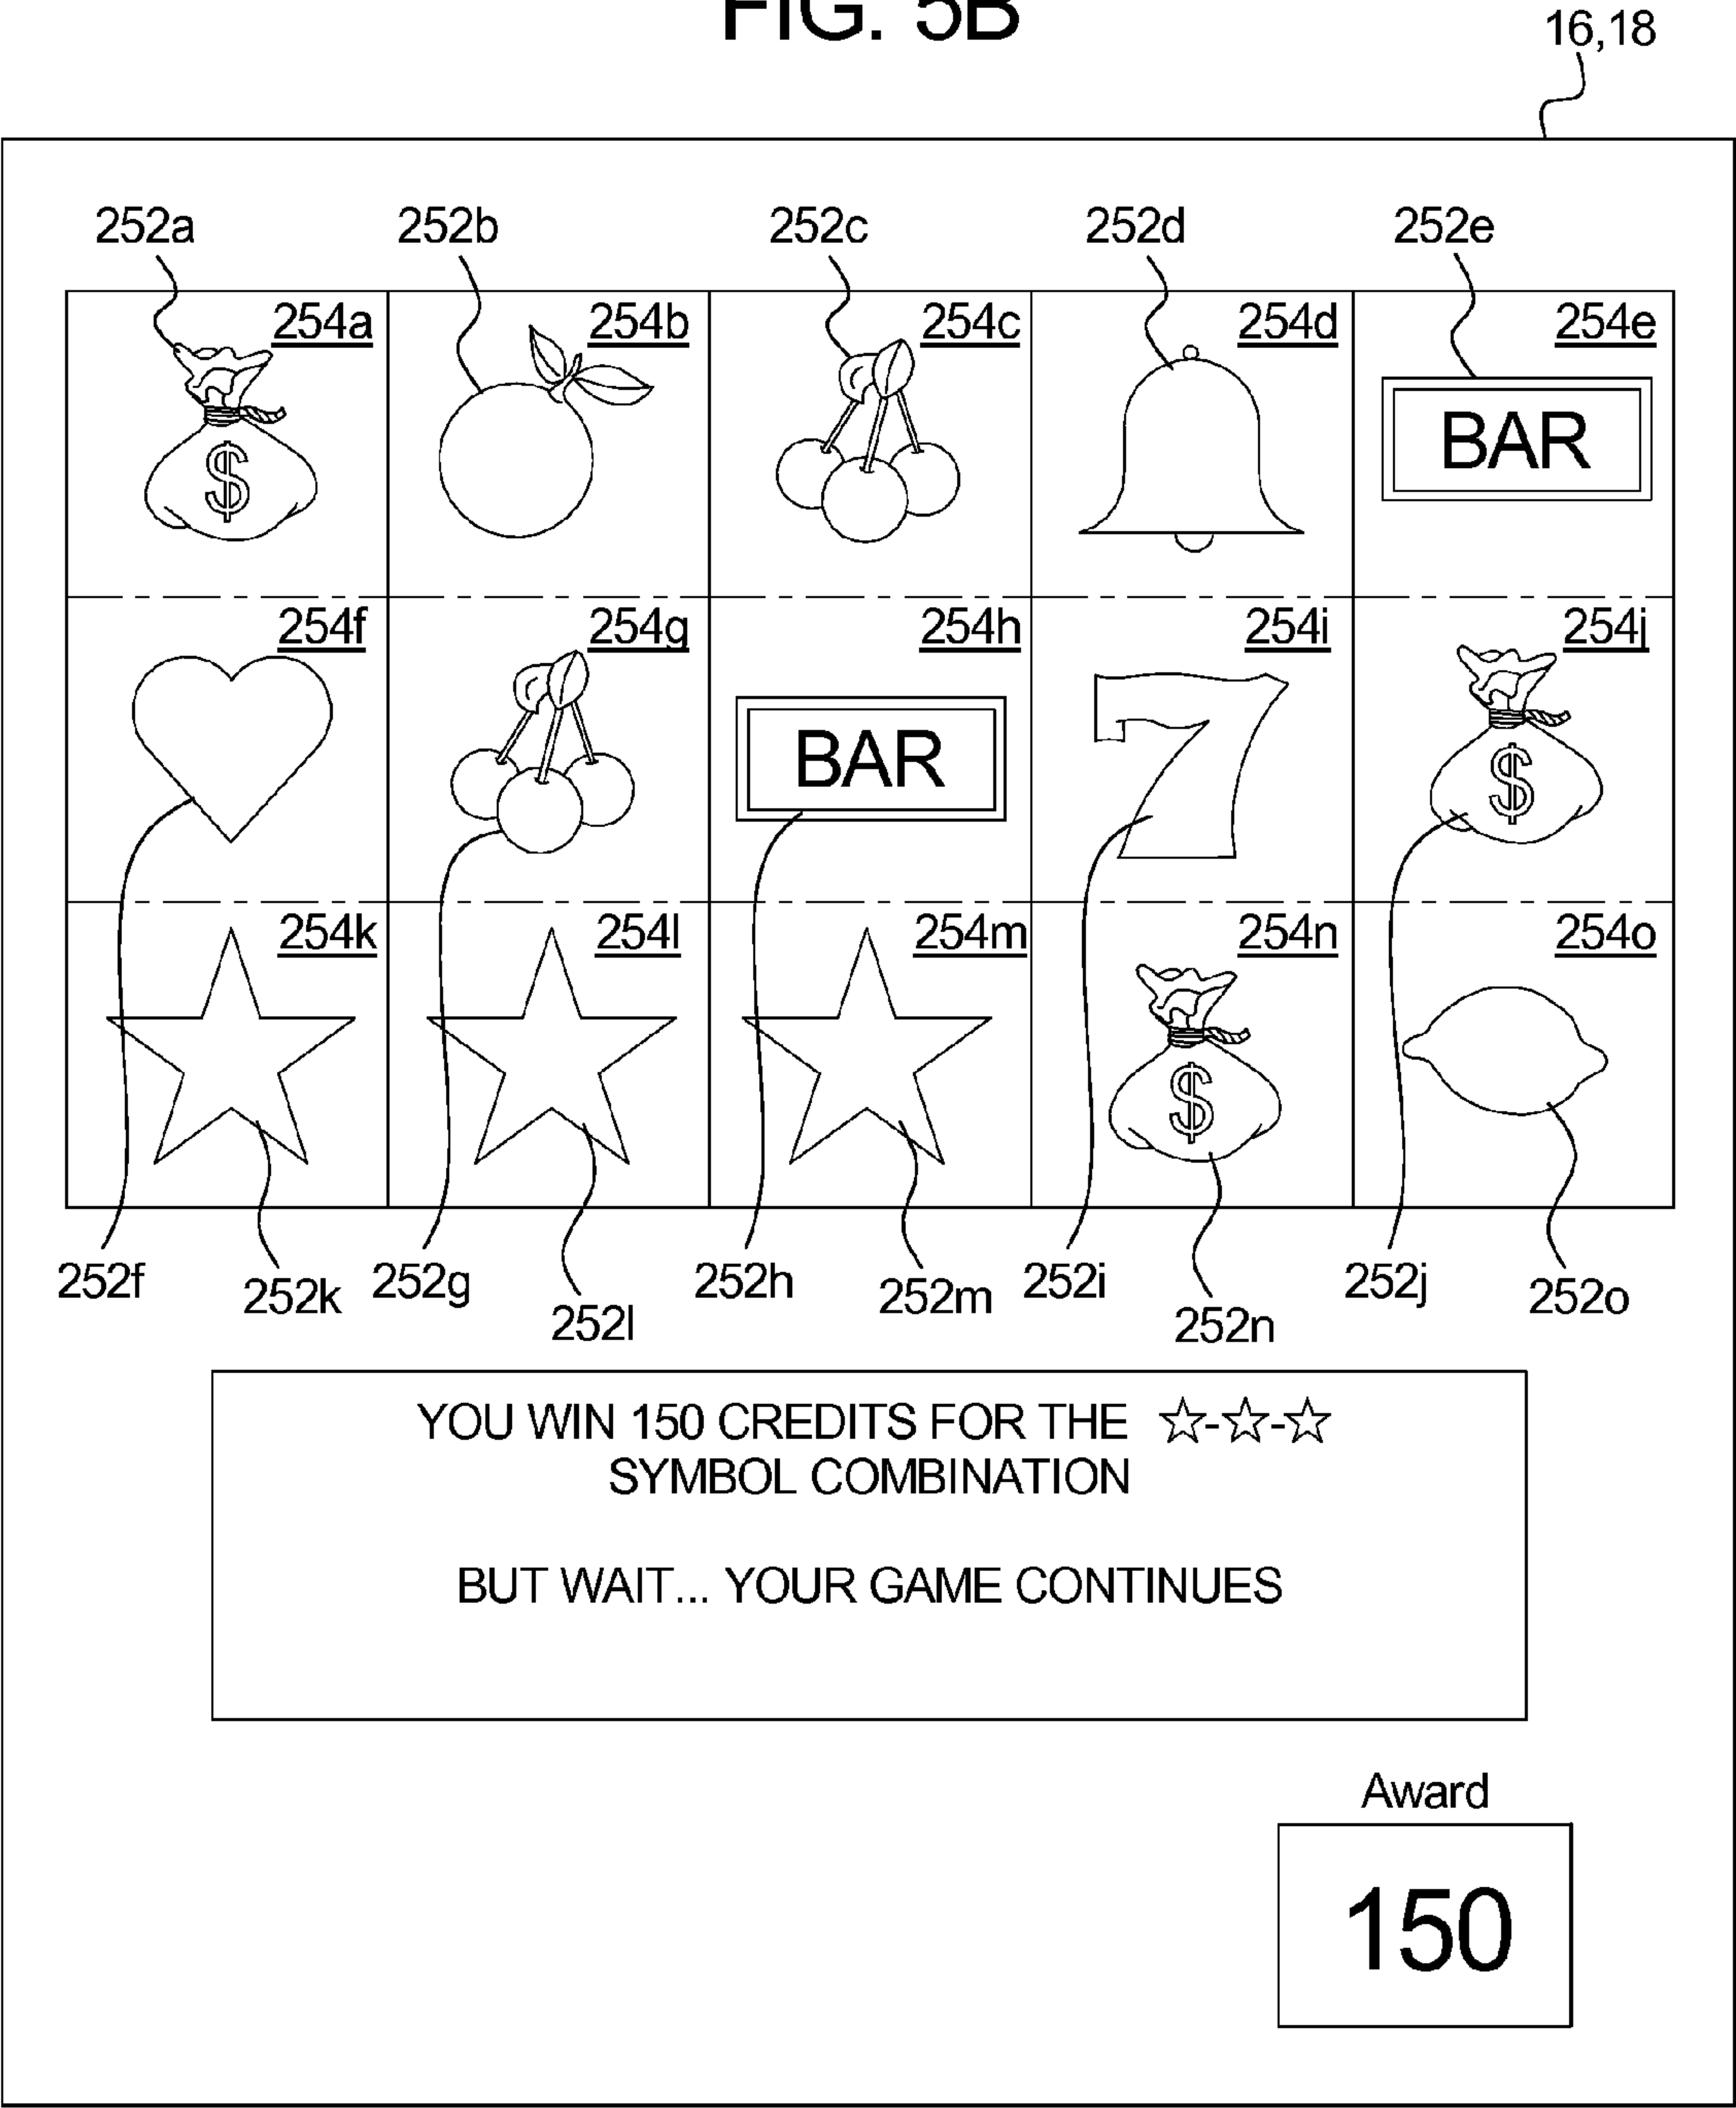 FIG. 5B
16,18
252a 252b 252c 252d 252e
254a 254b 254c 254d 254e
$ BAR
254f 254g 254h 254i 254j
BAR 7 $
254k 254l 254m 254n 254o
$
252f 252k 252g 252l 252h 252m 252i 252n 252j 252o
YOU WIN 150 CREDITS FOR THE ☆-☆-☆
SYMBOL COMBINATION
BUT WAIT... YOUR GAME CONTINUES
Award
150